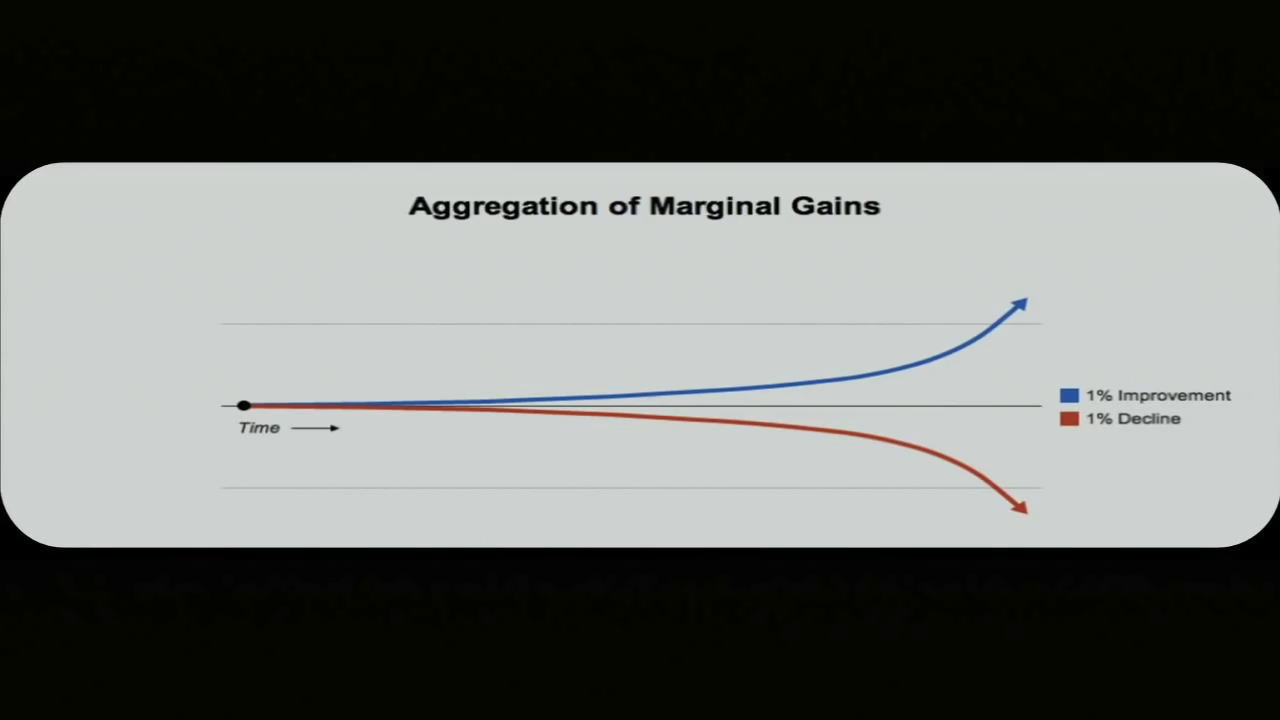 Aggregation of Marginal Gains
1% Improvement
1% Decline
Time